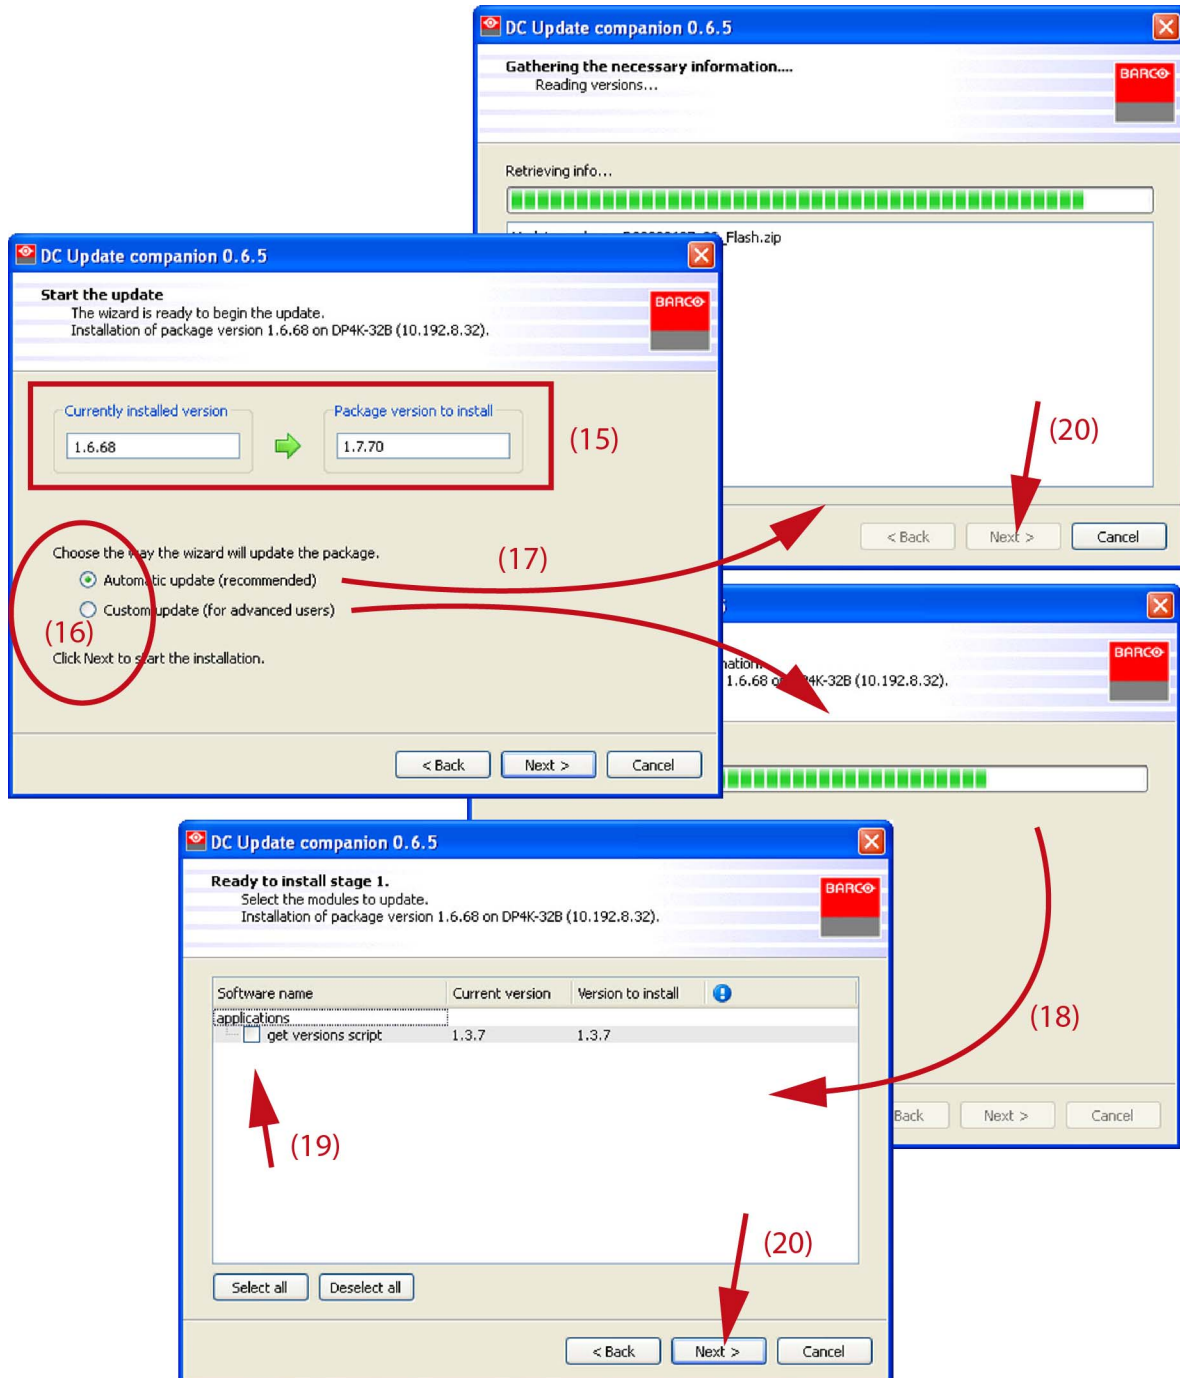 DC Update companion 0.6.5
Gathering the necessary information....
Reading versions...
BARCO
Retrieving info...
_Flash.zip
(20)
< Back
Next >
Cancel
DC Update companion 0.6.5
Start the update
The wizard is ready to begin the update.
Installation of package version 1.6.68 on DP4K-32B (10.192.8.32).
BARCO
Currently installed version
Package version to install
1.6.68
1.7.70
(15)
Choose the way the wizard will update the package.
Automatic update (recommended)
Custom update (for advanced users)
(16)
(17)
Click Next to start the installation.
< Back
Next >
Cancel
1.6.68 on DP4K-32B (10.192.8.32).
BARCO
(18)
Back
Next >
Cancel
DC Update companion 0.6.5
Ready to install stage 1.
Select the modules to update.
Installation of package version 1.6.68 on DP4K-32B (10.192.8.32).
BARCO
Software name
Current version
Version to install
applications
get versions script
1.3.7
1.3.7
(19)
(20)
Select all
Deselect all
< Back
Next >
Cancel